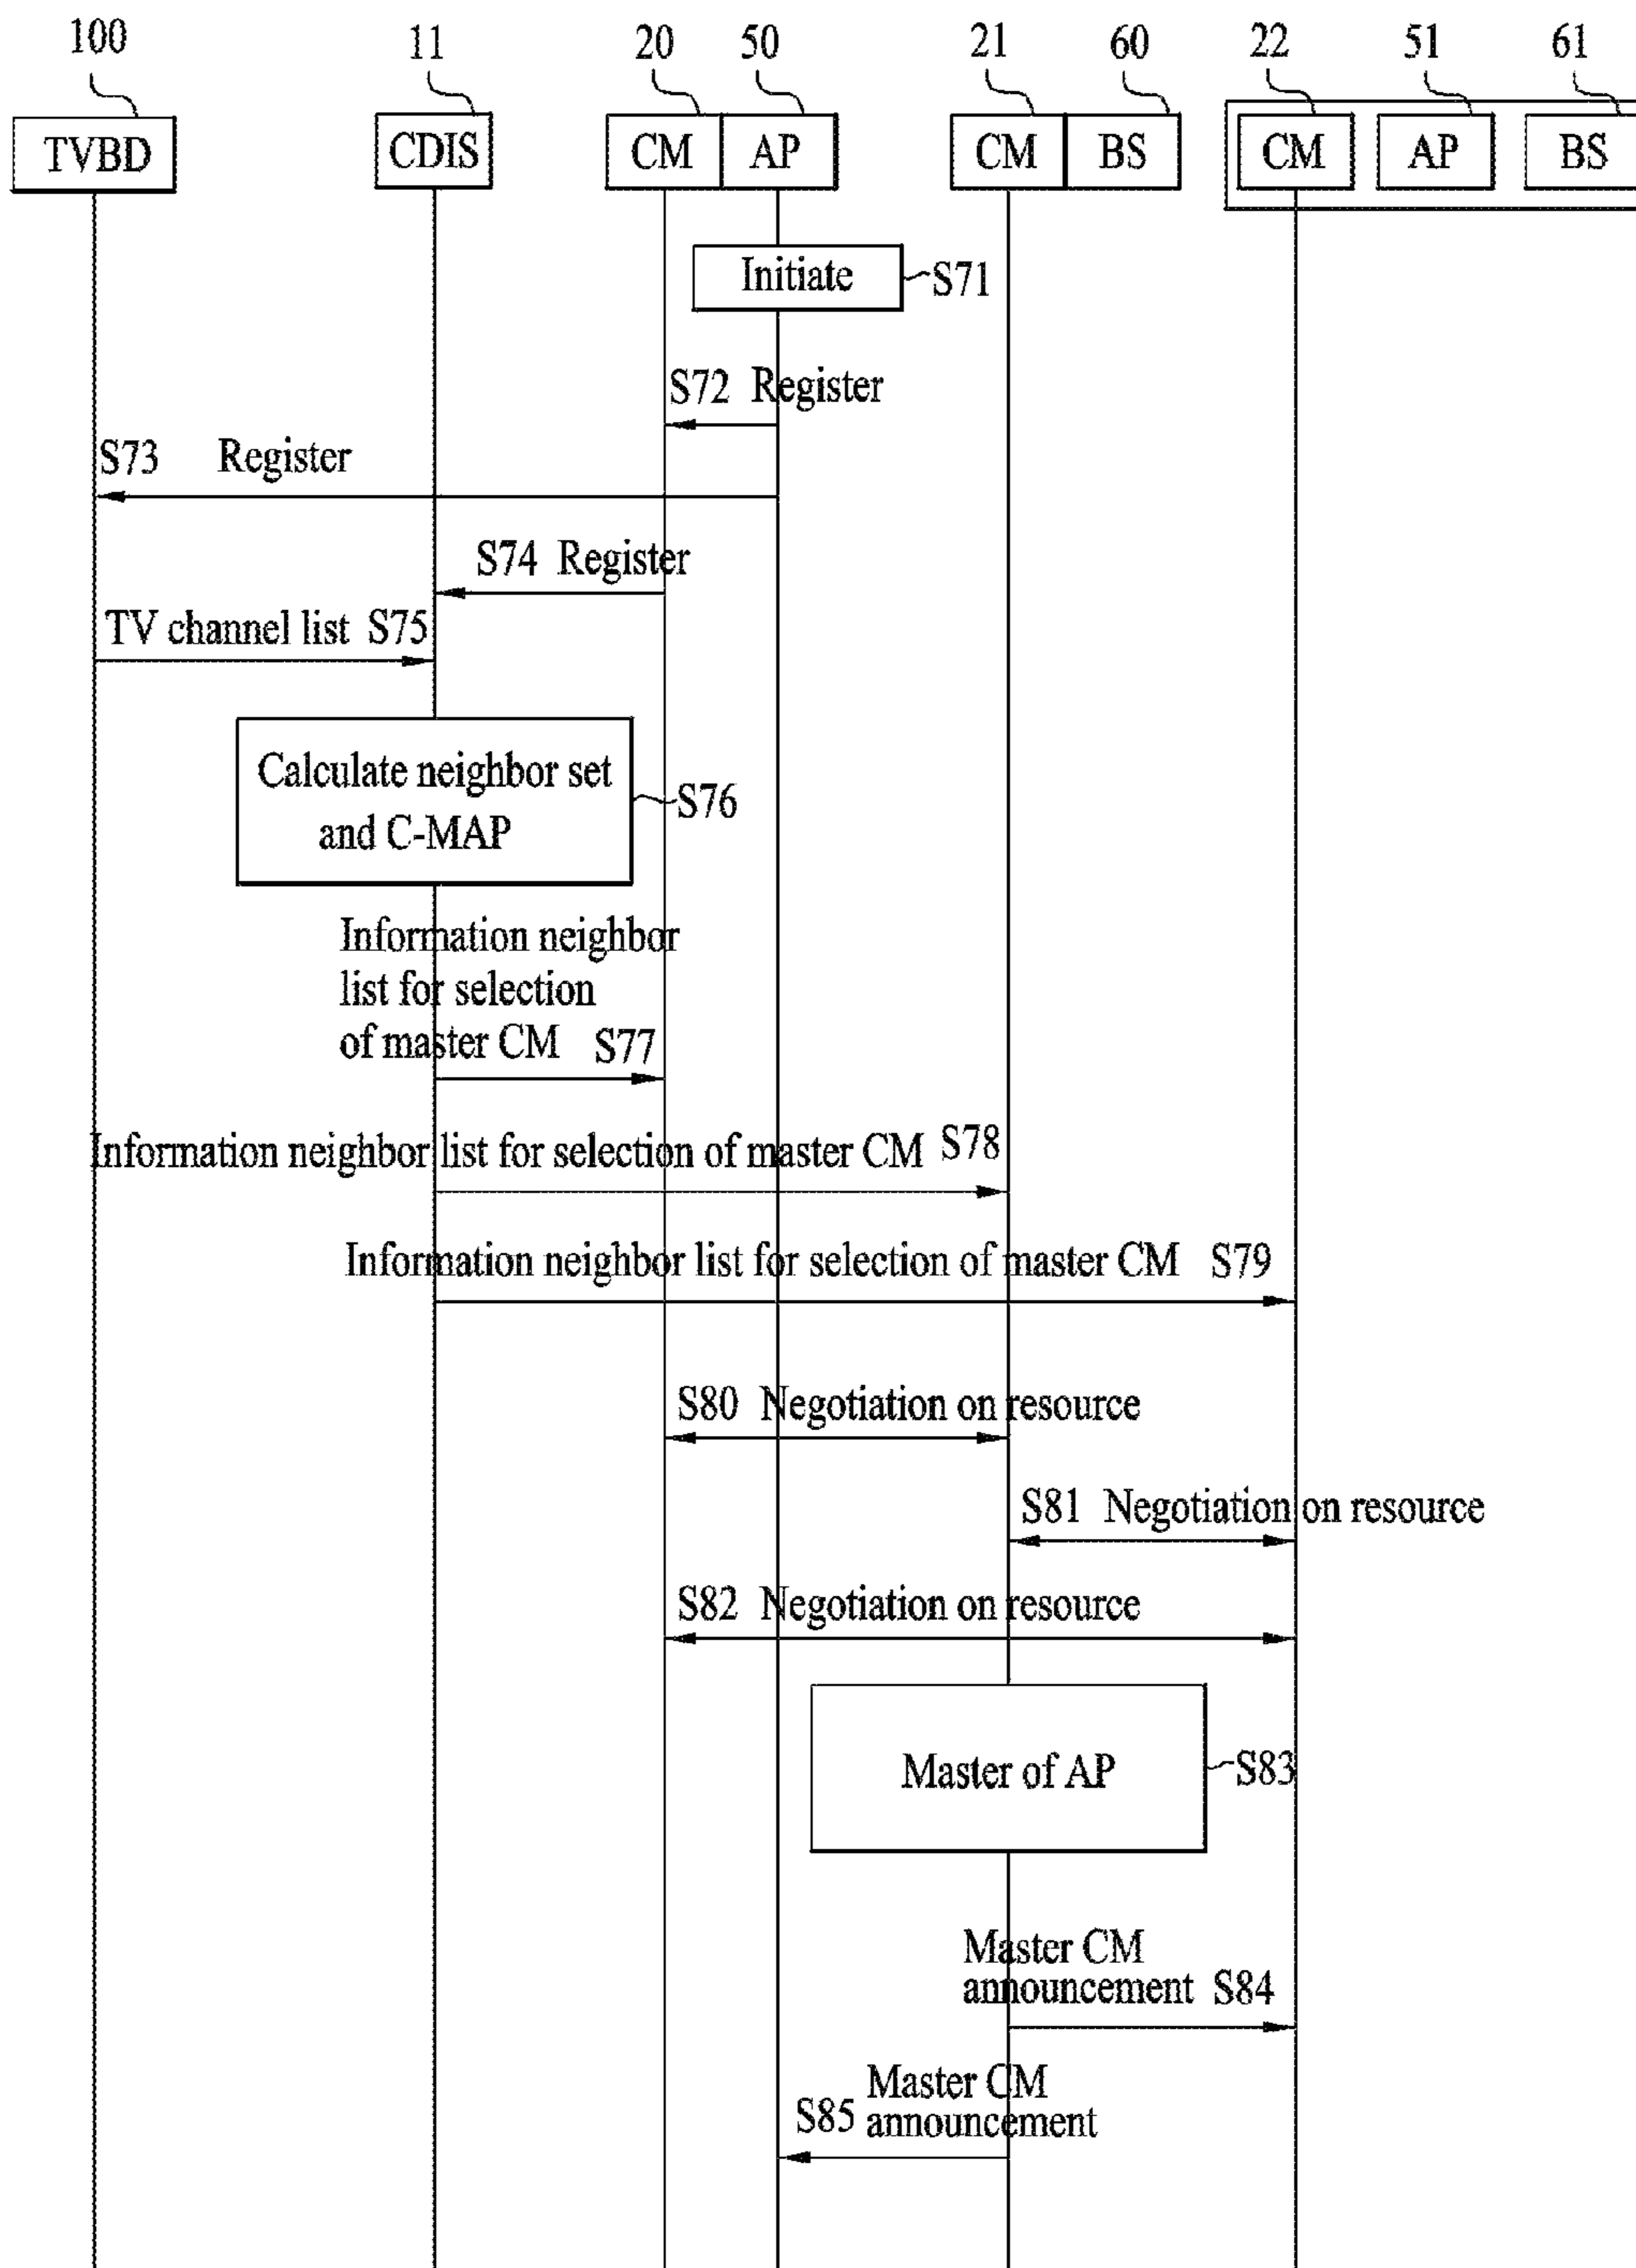 100 11 20 50 21 60 22 51 61
TVBD CDIS CM AP CM BS CM AP BS
Initiate S71
S72 Register
S73 Register
S74 Register
TV channel list S75
Calculate neighbor set
and C-MAP
S76
Information neighbor
list for selection
of master CM S77
Information neighbor list for selection of master CM S78
Information neighbor list for selection of master CM S79
S80 Negotiation on resource
S81 Negotiation on resource
S82 Negotiation on resource
Master of AP S83
Master CM
announcement S84
Master CM
S85 announcement